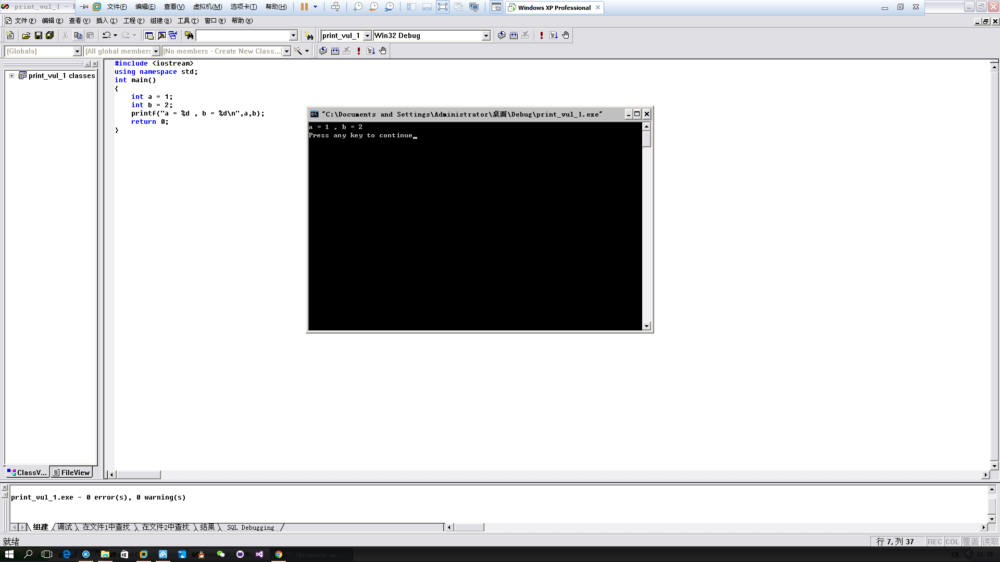 print_vul_1 - 文件(F) 编辑(E) 查看(V) 虚拟机(M) 选项卡(T) 帮助(H) Windows XP Professional
文件(F) 编辑(E) 查看(V) 插入(I) 工程(P) 组建(B) 工具(T) 窗口(W) 帮助(H)
print_vul_1 Win32 Debug
(Globals) (All global members (No members - Create New Class...)
print_vul_1 classes
#include <iostream>
using namespace std;
int main()
{
int a = 1;
int b = 2;
printf("a = %d , b = %d\n",a,b);
return 0;
}
"C:\Documents and Settings\Administrator\桌面\Debug\print_vul_1.exe"
a = 1 , b = 2
Press any key to continue_
ClassV... FileView
print_vul_1.exe - 0 error(s), 0 warning(s)
组建 调试 在文件1中查找 在文件2中查找 结果 SQL Debugging
就绪 行 7,列 37 REC COL 覆盖 读取
"C:\Documents an... CH 21:16